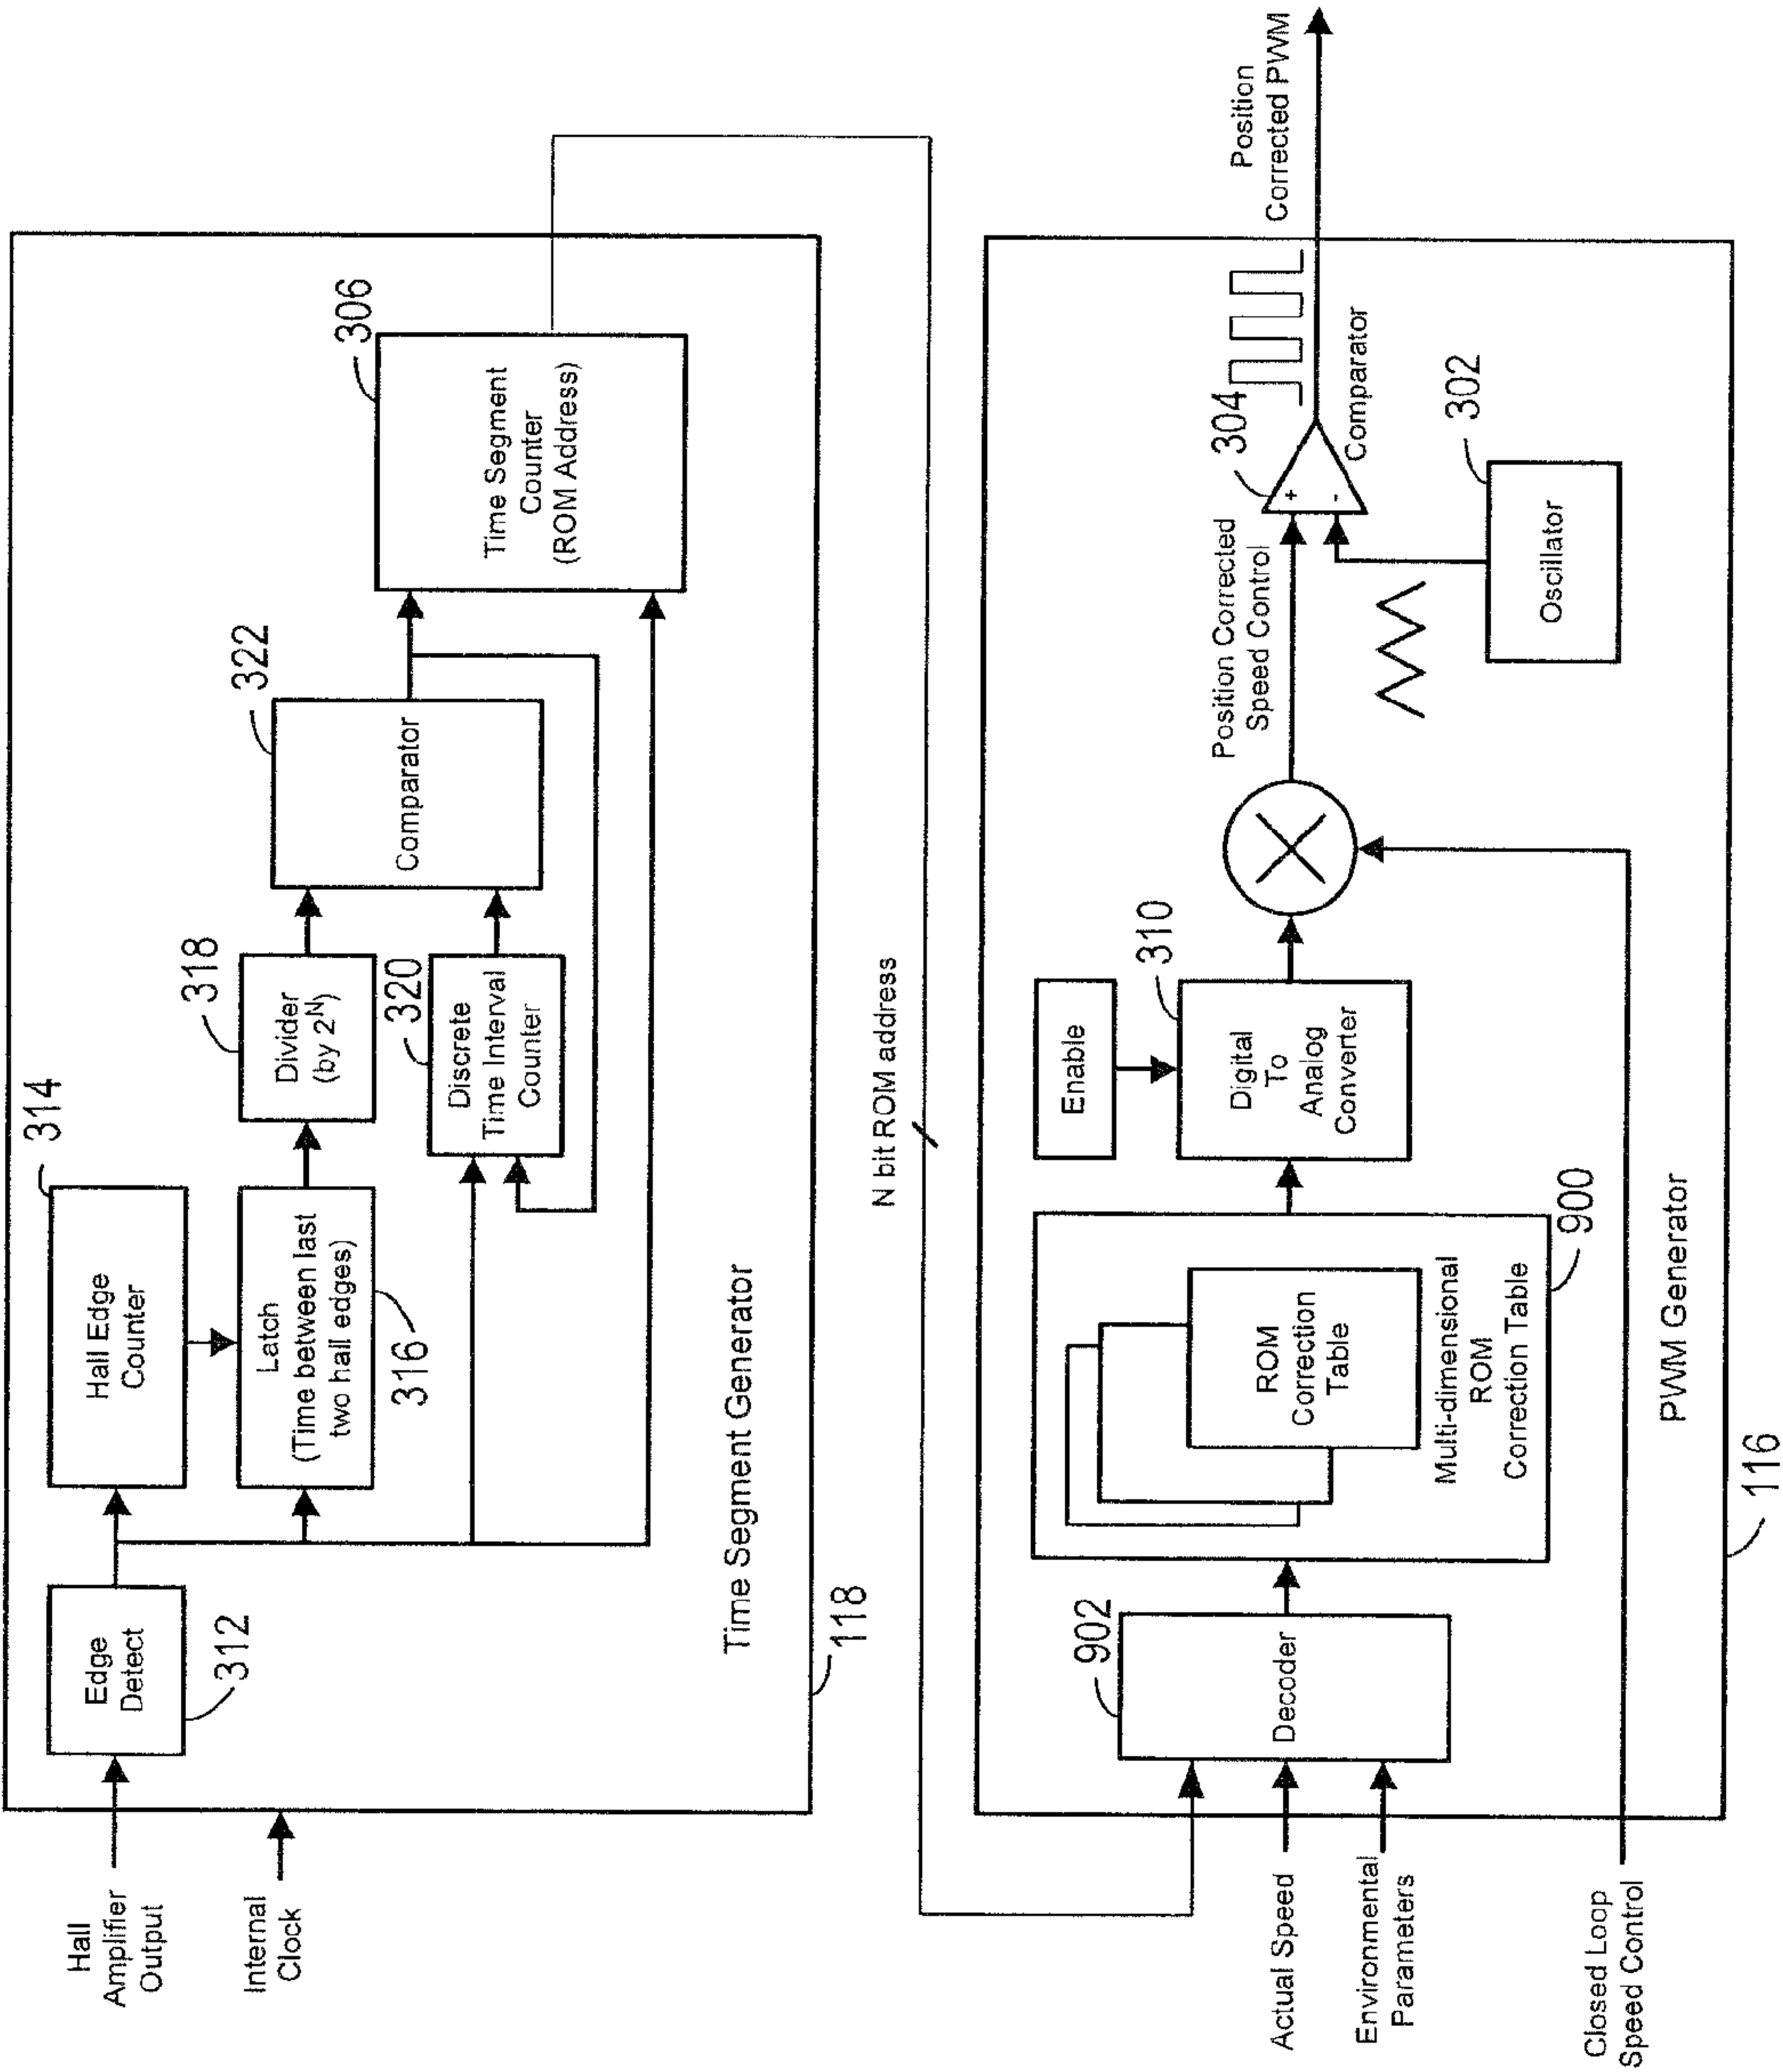 Hall
Amplifier
Output
Internal
Clock
Edge
Detect
312
314
Hall Edge
Counter
Latch
(Time between last
two hall edges)
316
318
Divider
(by 2^N)
320
Discrete
Time Interval
Counter
322
Comparator
306
Time Segment
Counter
(ROM Address)
Time Segment Generator
118
N bit ROM address
Actual Speed
Environmental
Parameters
Closed Loop
Speed Control
902
Decoder
ROM
Correction
Table
Multi-dimensional
ROM
Correction Table
900
Enable
310
Digital
To
Analog
Converter
Position Corrected
Speed Control
304
+
-
Comparator
302
Oscillator
Position
Corrected PWM
PWM Generator
116